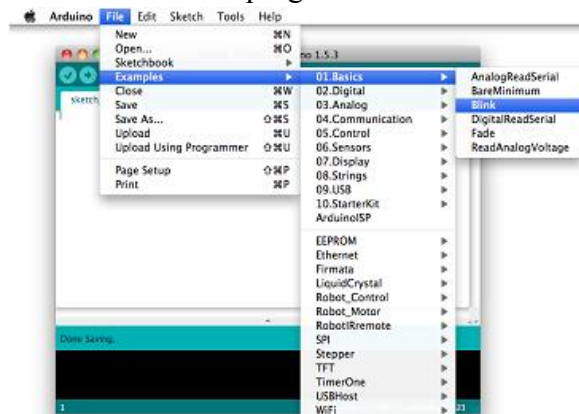 Arduino File Edit Sketch Tools Help
New ⌘N
Open... ⌘O
Sketchbook
Examples
Close ⌘W
Save ⌘S
Save As... ⇧⌘S
Upload ⌘U
Upload Using Programmer ⇧⌘U
Page Setup ⇧⌘P
Print ⌘P
no 1.5.3
sketch
01.Basics
02.Digital
03.Analog
04.Communication
05.Control
06.Sensors
07.Display
08.Strings
09.USB
10.StarterKit
ArduinoISP
EEPROM
Ethernet
Firmata
LiquidCrystal
Robot_Control
Robot_Motor
RobotIRremote
SPI
Stepper
TFT
TimerOne
USBHost
WiFi
AnalogReadSerial
BareMinimum
Blink
DigitalReadSerial
Fade
ReadAnalogVoltage
Done Saving.
1
21